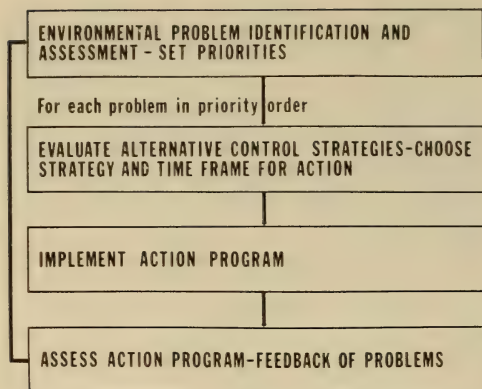 ENVIRONMENTAL PROBLEM IDENTIFICATION AND
ASSESSMENT - SET PRIORITIES
For each problem in priority order
EVALUATE ALTERNATIVE CONTROL STRATEGIES-CHOOSE
STRATEGY AND TIME FRAME FOR ACTION
IMPLEMENT ACTION PROGRAM
ASSESS ACTION PROGRAM-FEEDBACK OF PROBLEMS